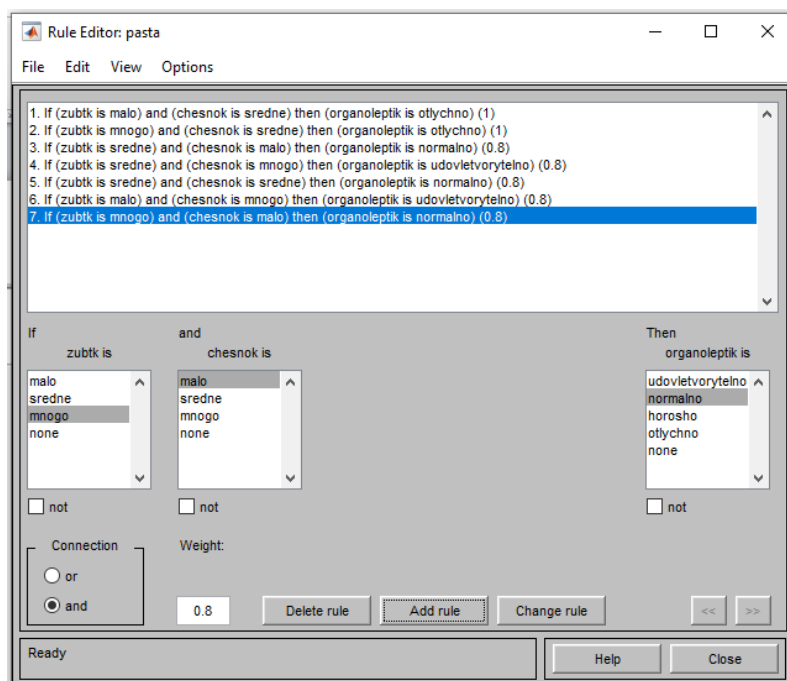 Rule Editor: pasta
File Edit View Options
1. If (zubtk is malo) and (chesnok is sredne) then (organoleptik is otlychno) (1)
2. If (zubtk is mnogo) and (chesnok is sredne) then (organoleptik is otlychno) (1)
3. If (zubtk is sredne) and (chesnok is malo) then (organoleptik is normalno) (0.8)
4. If (zubtk is sredne) and (chesnok is mnogo) then (organoleptik is udovletvorytelno) (0.8)
5. If (zubtk is sredne) and (chesnok is sredne) then (organoleptik is normalno) (0.8)
6. If (zubtk is malo) and (chesnok is mnogo) then (organoleptik is udovletvorytelno) (0.8)
7. If (zubtk is mnogo) and (chesnok is malo) then (organoleptik is normalno) (0.8)
If and Then
zubtk is chesnok is organoleptik is
malo malo udovletvorytelno
sredne sredne normalno
mnogo mnogo horosho
none none otlychno
none
not not not
Connection Weight:
or
and 0.8 Delete rule Add rule Change rule << >>
Ready Help Close